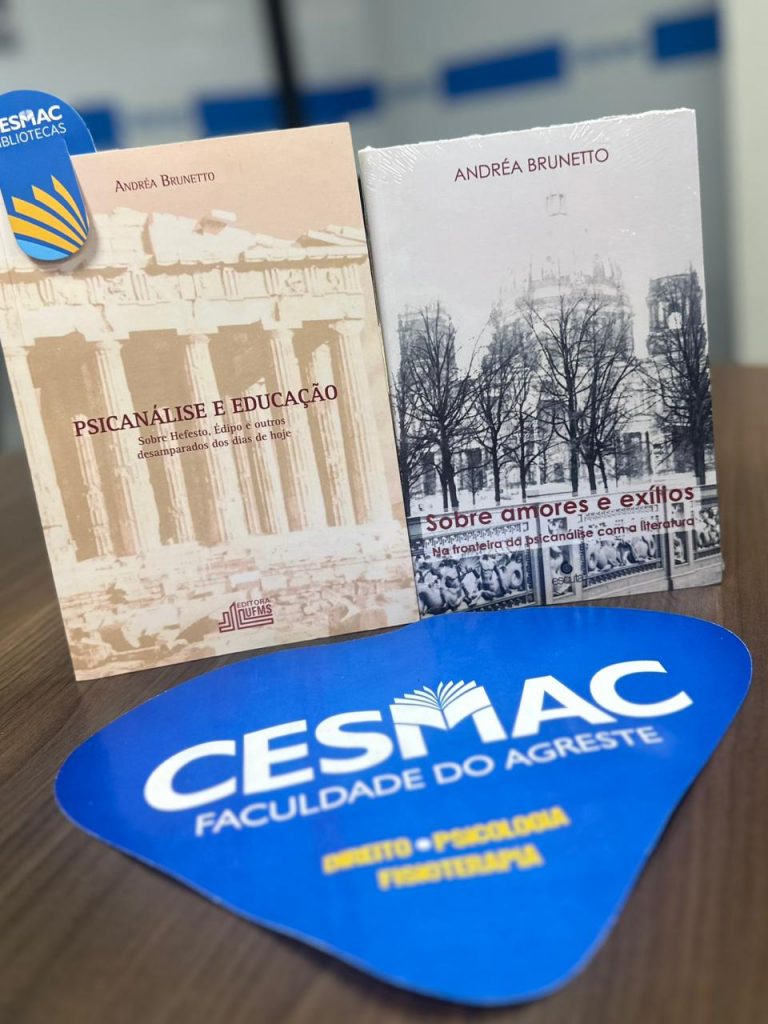 CESMAC
BIBLIOTECAS
ANDRÉA BRUNETTO
PSICANÁLISE E EDUCAÇÃO
Sobre Hefesto, Édipo e outros
desamparados dos dias de hoje
EDITORA
UFMS
ANDRÉA BRUNETTO
Sobre amores e exílios
Na fronteira da psicanálise com a literatura
escuta
CESMAC
FACULDADE DO AGRESTE
DIREITO • PSICOLOGIA
FISIOTERAPIA